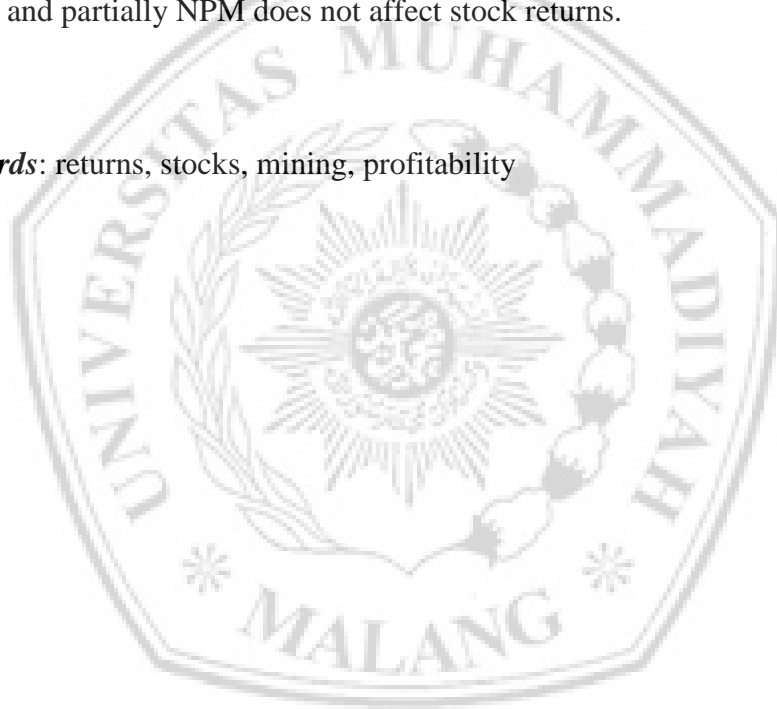 and partially NPM does not affect stock returns.
rds: returns, stocks, mining, profitability
UNIVERSITAS MUHAMMADIYAH
MALANG